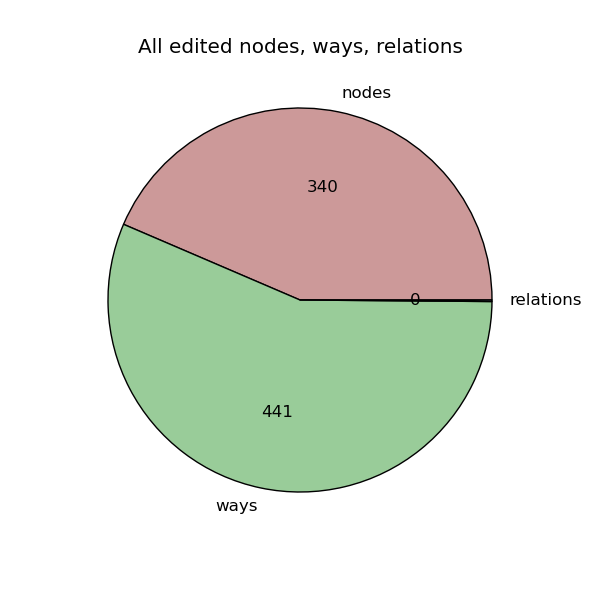 All edited nodes, ways, relations
nodes
340
0
relations
441
ways